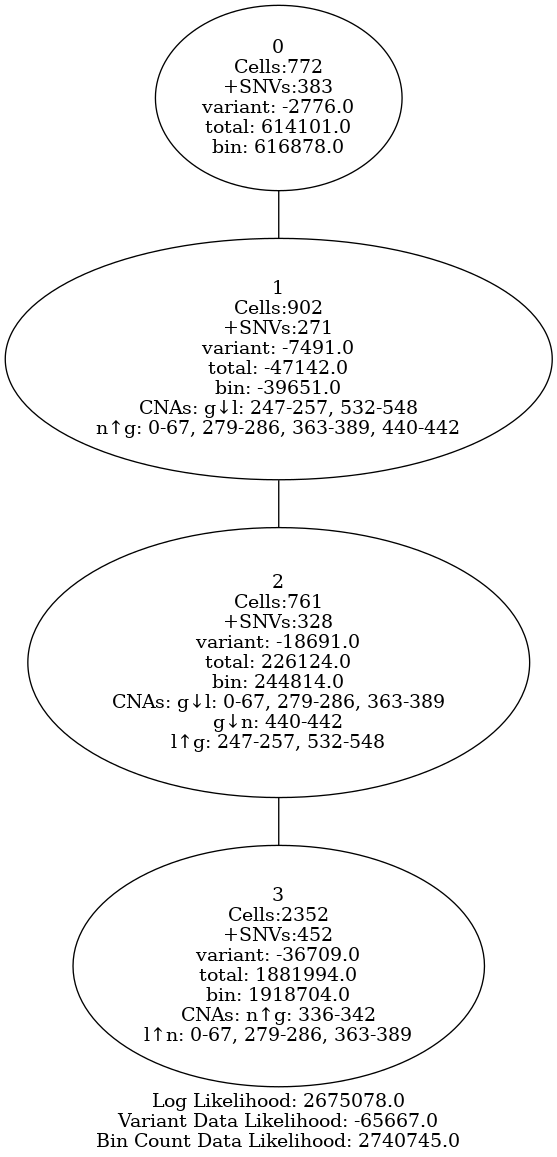 0
Cells:772
+SNVs:383
variant: -2776.0
total: 614101.0
bin: 616878.0
1
Cells:902
+SNVs:271
variant: -7491.0
total: -47142.0
bin: -39651.0
CNAs: g↓l: 247-257, 532-548
n↑g: 0-67, 279-286, 363-389, 440-442
2
Cells:761
+SNVs:328
variant: -18691.0
total: 226124.0
bin: 244814.0
CNAs: g↓l: 0-67, 279-286, 363-389
g↓n: 440-442
l↑g: 247-257, 532-548
3
Cells:2352
+SNVs:452
variant: -36709.0
total: 1881994.0
bin: 1918704.0
CNAs: n↑g: 336-342
l↑n: 0-67, 279-286, 363-389
Log Likelihood: 2675078.0
Variant Data Likelihood: -65667.0
Bin Count Data Likelihood: 2740745.0